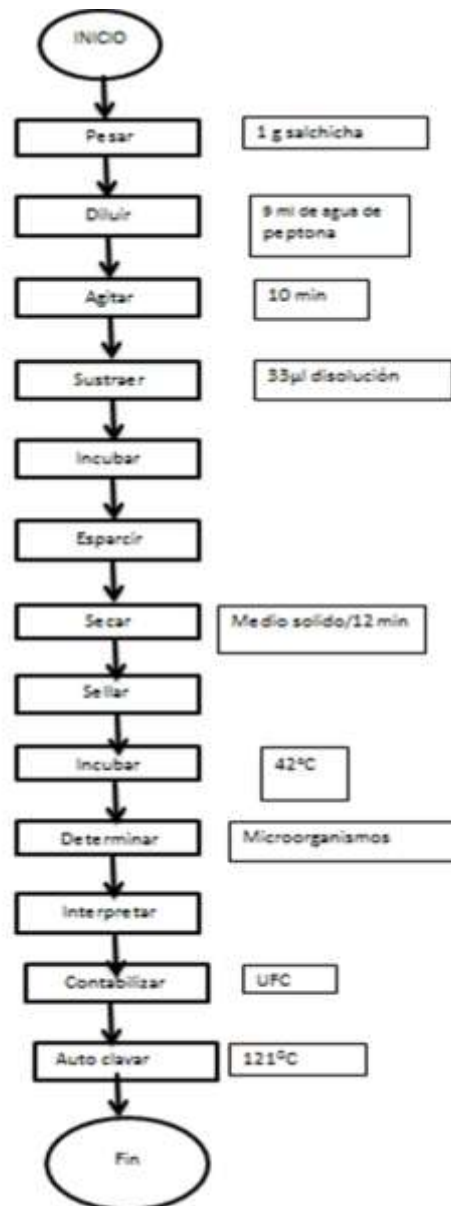 INICIO
Pesar
1 g salchicha
Diluir
9 ml de agua de
peptona
Agitar
10 min
Sustraer
33µl disolución
Incubar
Esparcir
Secar
Medio solido/12 min
Sellar
Incubar
42°C
Determinar
Microorganismos
Interpretar
Contabilizar
UFC
Auto clavar
121°C
Fin